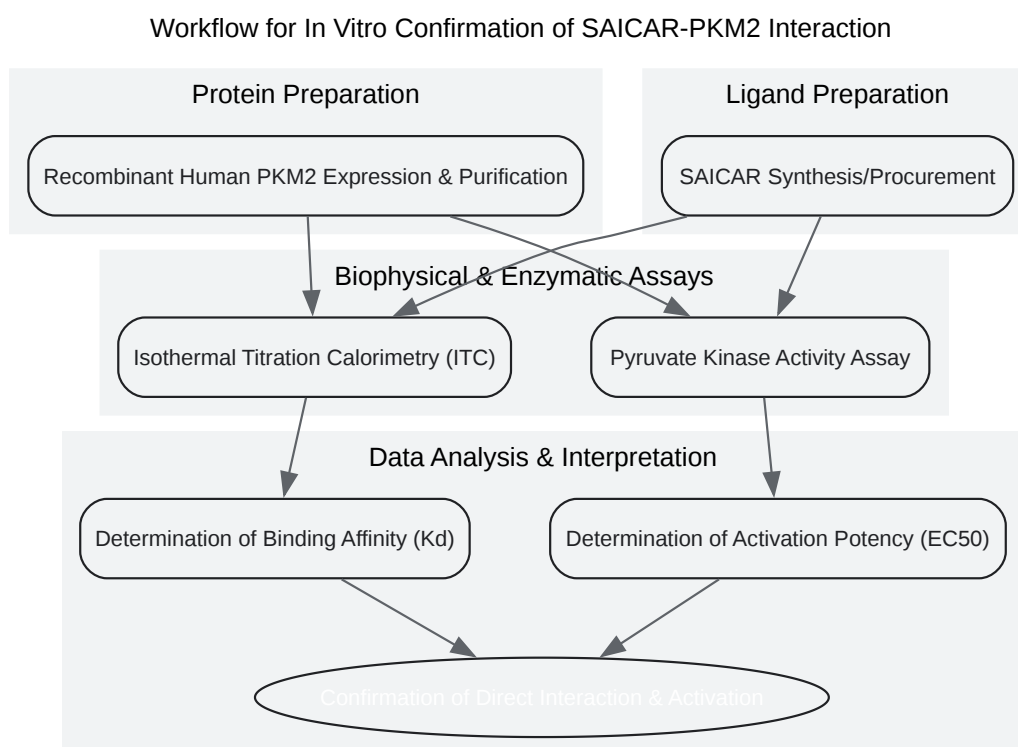 Workflow for In Vitro Confirmation of SAICAR-PKM2 Interaction
Protein Preparation
Ligand Preparation
Recombinant Human PKM2 Expression & Purification
SAICAR Synthesis/Procurement
Biophysical & Enzymatic Assays
Isothermal Titration Calorimetry (ITC)
Pyruvate Kinase Activity Assay
Data Analysis & Interpretation
Determination of Binding Affinity (Kd)
Determination of Activation Potency (EC50)
Confirmation of Direct Interaction & Activation